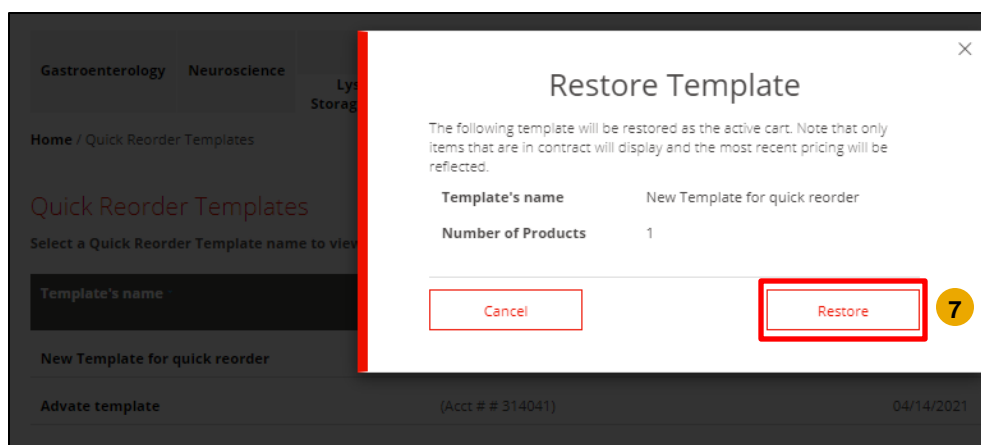 Gastroenterology Neuroscience
Lys
Storag
Home / Quick Reorder Templates
Quick Reorder Templates
Select a Quick Reorder Template name to view
Template's name
New Template for quick reorder
Advate template (Acct # # 314041) 04/14/2021
×
Restore Template
The following template will be restored as the active cart. Note that only
items that are in contract will display and the most recent pricing will be
reflected.
Template's name New Template for quick reorder
Number of Products 1
Cancel Restore 7